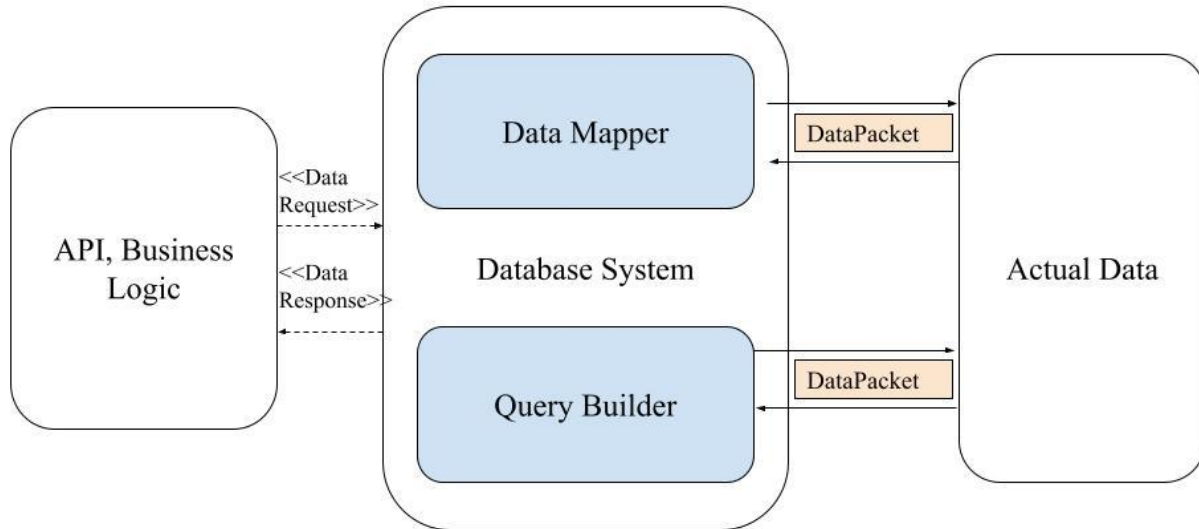 API, Business
Logic
<<Data
Request>>
<<Data
Response>>
Data Mapper
Database System
Query Builder
DataPacket
DataPacket
Actual Data